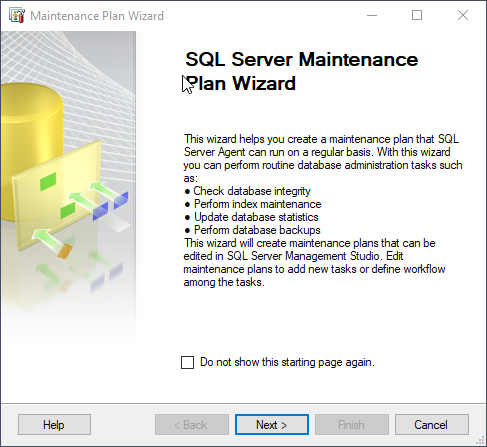 Maintenance Plan Wizard
SQL Server Maintenance
Plan Wizard
This wizard helps you create a maintenance plan that SQL
Server Agent can run on a regular basis. With this wizard
you can perform routine database administration tasks such
as:
● Check database integrity
● Perform index maintenance
● Update database statistics
● Perform database backups
This wizard will create maintenance plans that can be
edited in SQL Server Management Studio. Edit
maintenance plans to add new tasks or define workflow
among the tasks.
Do not show this starting page again.
Help
< Back
Next >
Finish
Cancel